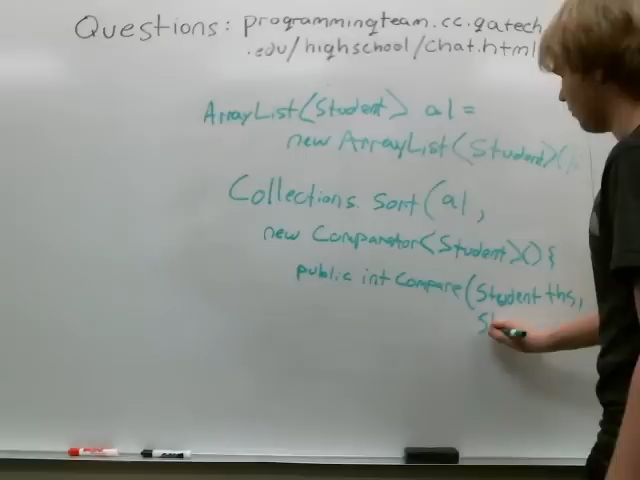 Questions: programmingteam.cc.gatech
.edu/highschool/chat.html
ArrayList<Student> al =
new ArrayList<Student>();
Collections.sort(al,
new Comparator<Student>(){
public int compare(Student ths,
S